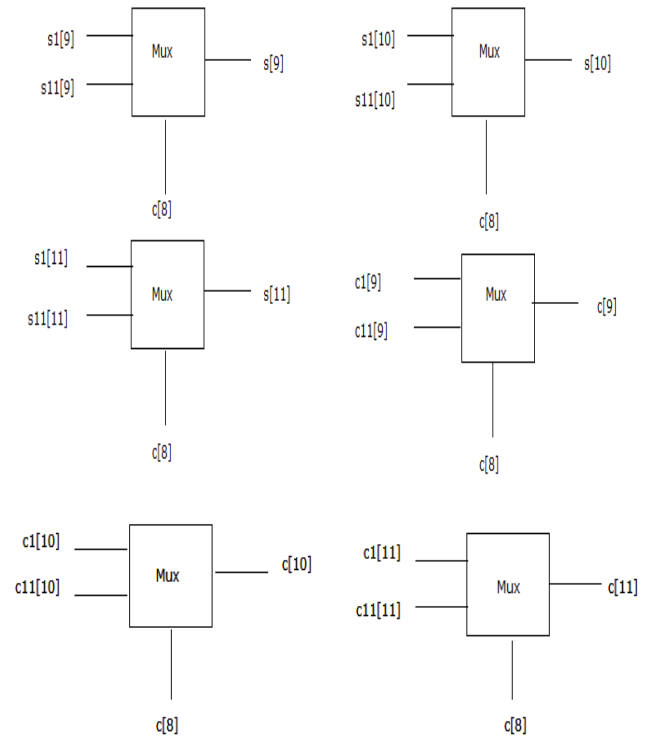 s1[9]
Mux
s[9]
s11[9]
c[8]
s1[10]
Mux
s[10]
s11[10]
c[8]
s1[11]
Mux
s[11]
s11[11]
c[8]
c1[9]
Mux
c[9]
c11[9]
c[8]
c1[10]
Mux
c[10]
c11[10]
c[8]
c1[11]
Mux
c[11]
c11[11]
c[8]